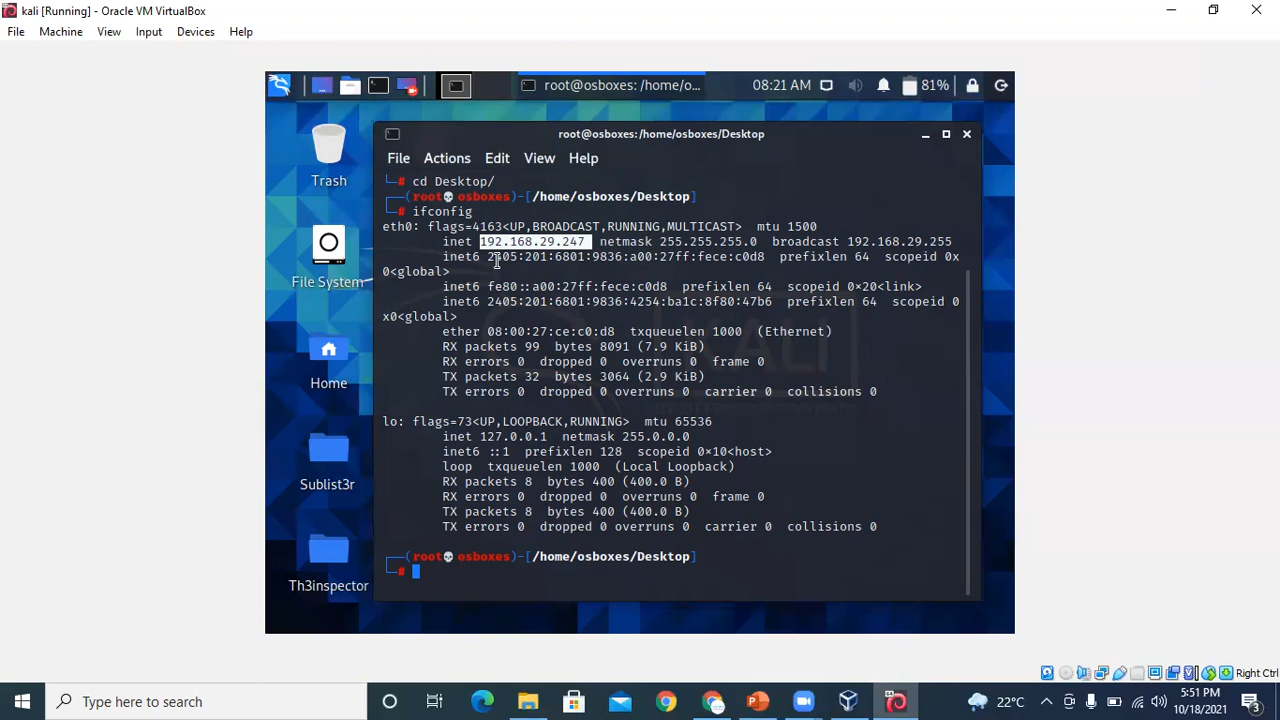 kali [Running] - Oracle VM VirtualBox
File Machine View Input Devices Help
root@osboxes: /home/o... 08:21 AM 81%
root@osboxes:/home/osboxes/Desktop
File Actions Edit View Help
Trash
File System
Home
Sublist3r
Th3inspector
└─# cd Desktop/
┌──(root💀osboxes)-[/home/osboxes/Desktop]
└─# ifconfig
eth0: flags=4163<UP,BROADCAST,RUNNING,MULTICAST>  mtu 1500
inet 192.168.29.247  netmask 255.255.255.0  broadcast 192.168.29.255
inet6 2405:201:6801:9836:a00:27ff:fece:c0d8  prefixlen 64  scopeid 0x
0<global>
inet6 fe80::a00:27ff:fece:c0d8  prefixlen 64  scopeid 0×20<link>
inet6 2405:201:6801:9836:4254:ba1c:8f80:47b6  prefixlen 64  scopeid 0
x0<global>
ether 08:00:27:ce:c0:d8  txqueuelen 1000  (Ethernet)
RX packets 99  bytes 8091 (7.9 KiB)
RX errors 0  dropped 0  overruns 0  frame 0
TX packets 32  bytes 3064 (2.9 KiB)
TX errors 0  dropped 0 overruns 0  carrier 0  collisions 0
lo: flags=73<UP,LOOPBACK,RUNNING>  mtu 65536
inet 127.0.0.1  netmask 255.0.0.0
inet6 ::1  prefixlen 128  scopeid 0×10<host>
loop  txqueuelen 1000  (Local Loopback)
RX packets 8  bytes 400 (400.0 B)
RX errors 0  dropped 0  overruns 0  frame 0
TX packets 8  bytes 400 (400.0 B)
TX errors 0  dropped 0 overruns 0  carrier 0  collisions 0
┌──(root💀osboxes)-[/home/osboxes/Desktop]
└─#
Right Ctrl
Type here to search
22°C
5:51 PM
10/18/2021
3